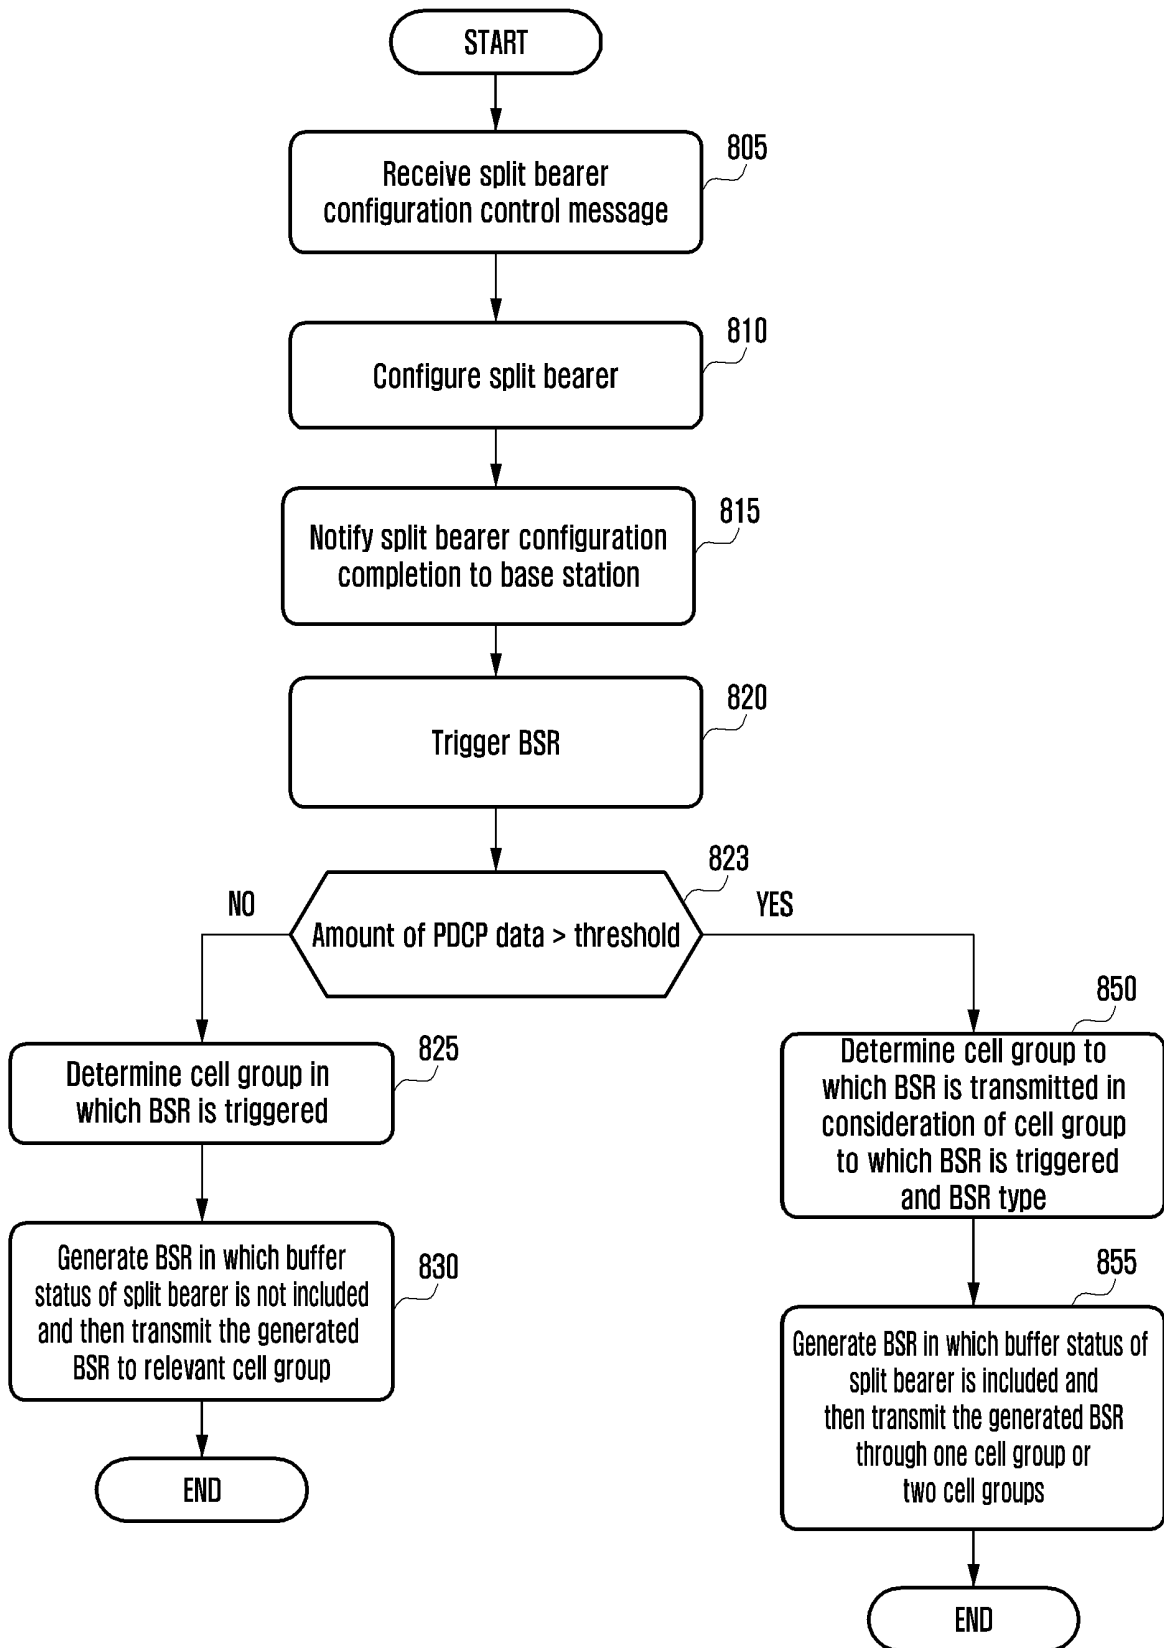 START
805
Receive split bearer
configuration control message
810
Configure split bearer
815
Notify split bearer configuration
completion to base station
820
Trigger BSR
823
NO
YES
Amount of PDCP data > threshold
825
Determine cell group in
which BSR is triggered
850
Determine cell group to
which BSR is transmitted in
consideration of cell group
to which BSR is triggered
and BSR type
830
Generate BSR in which buffer
status of split bearer is not included
and then transmit the generated
BSR to relevant cell group
855
Generate BSR in which buffer status of
split bearer is included and
then transmit the generated BSR
through one cell group or
two cell groups
END
END